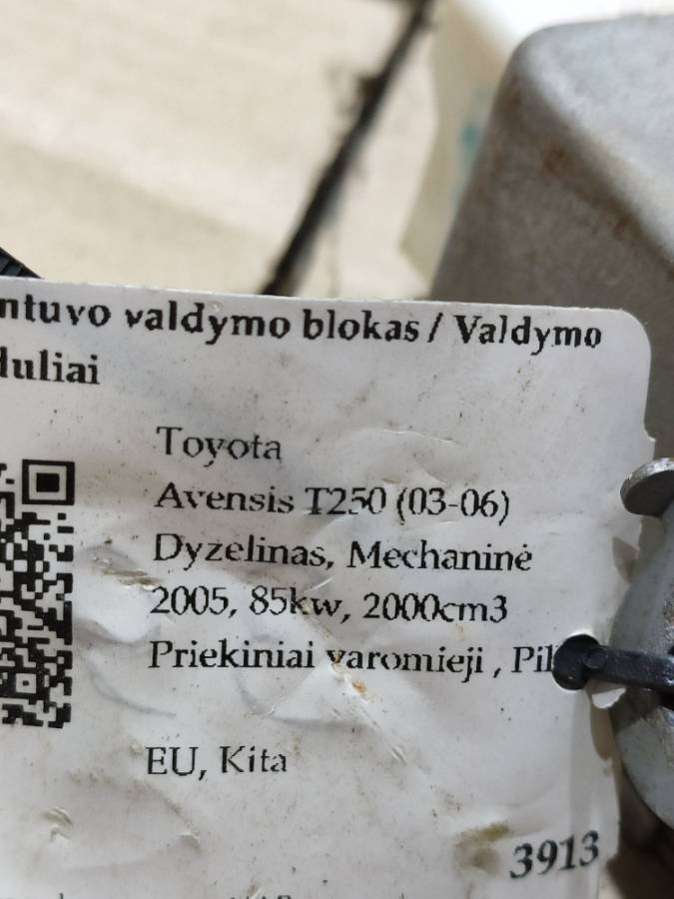 ntuvo valdymo blokas / Valdymo
duliai
Toyota
Avensis T250 (03-06)
Dyzelinas, Mechaninė
2005, 85kw, 2000cm3
Priekiniai varomieji , Pil
EU, Kita
3913